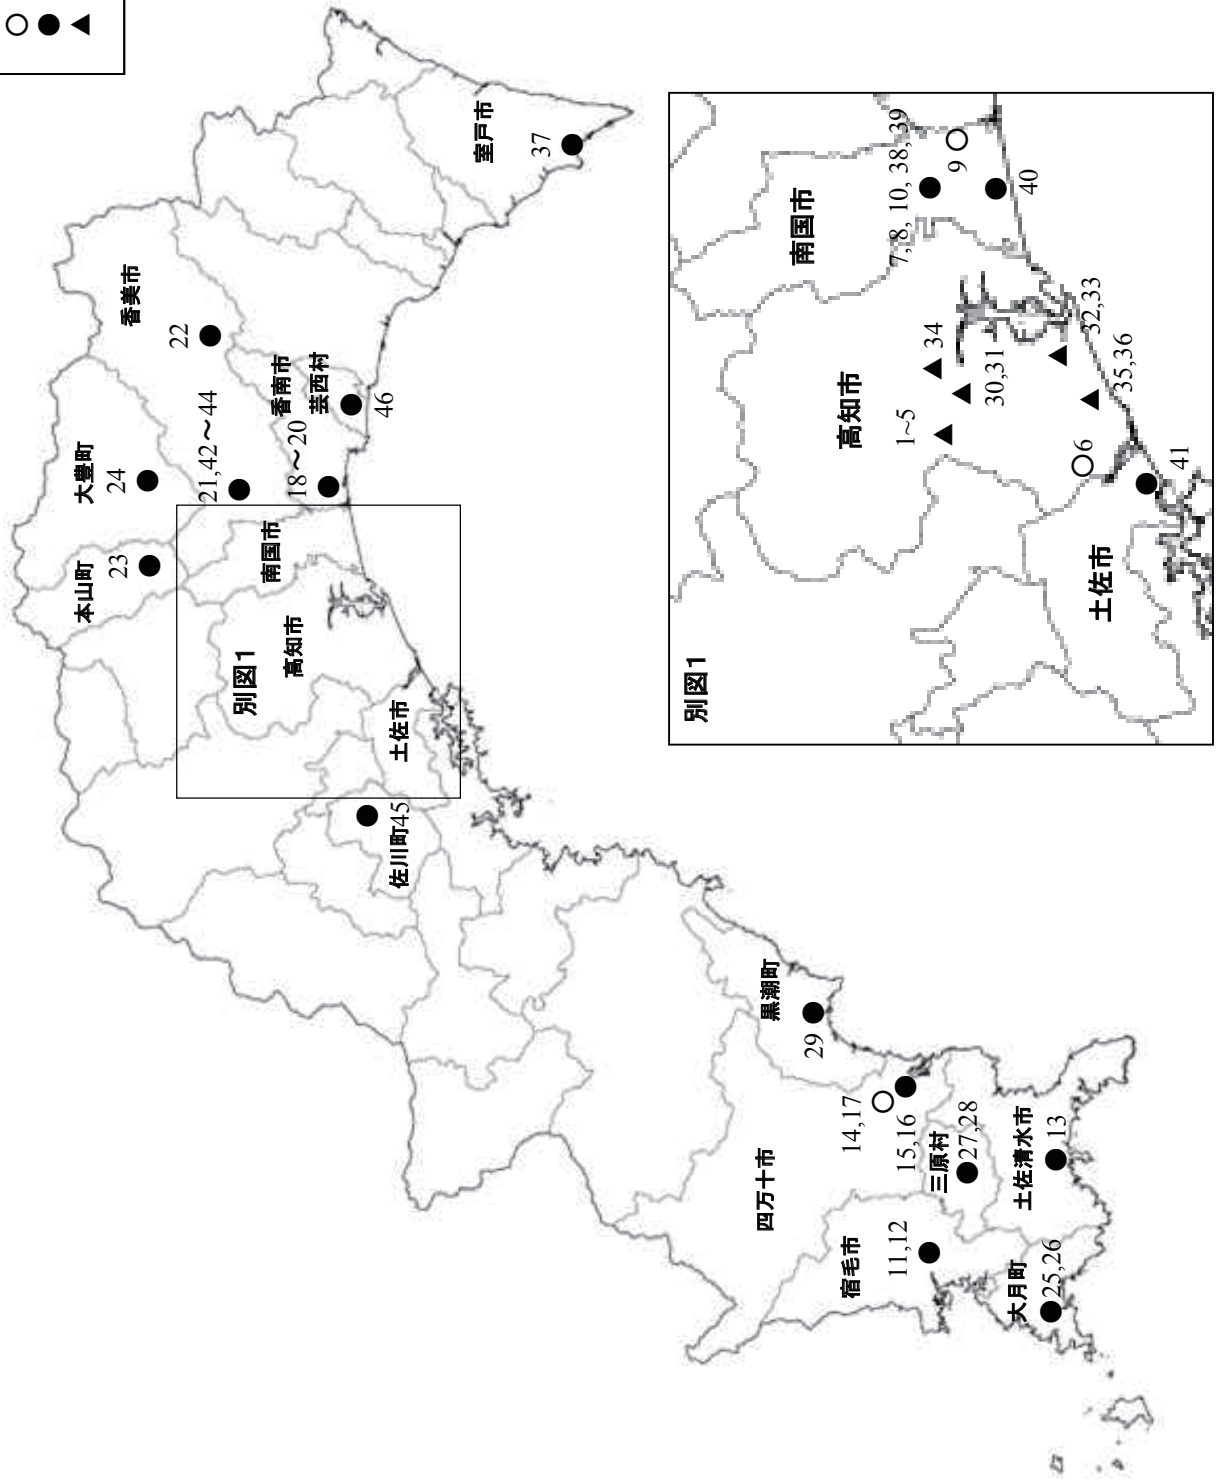 室戸市
37
香美市
22
香南市
芸西村
46
大豊町
24
21,42～44
18～20
本山町
23
南国市
高知市
別図1
土佐市
佐川町
45
黒潮町
29
四万十市
14,17
15,16
三原村
27,28
土佐清水市
13
宿毛市
11,12
大月町
25,26
別図1
南国市
7, 8, 10, 38, 39
9
40
高知市
34
30,31
32,33
35,36
1~5
6
41
土佐市